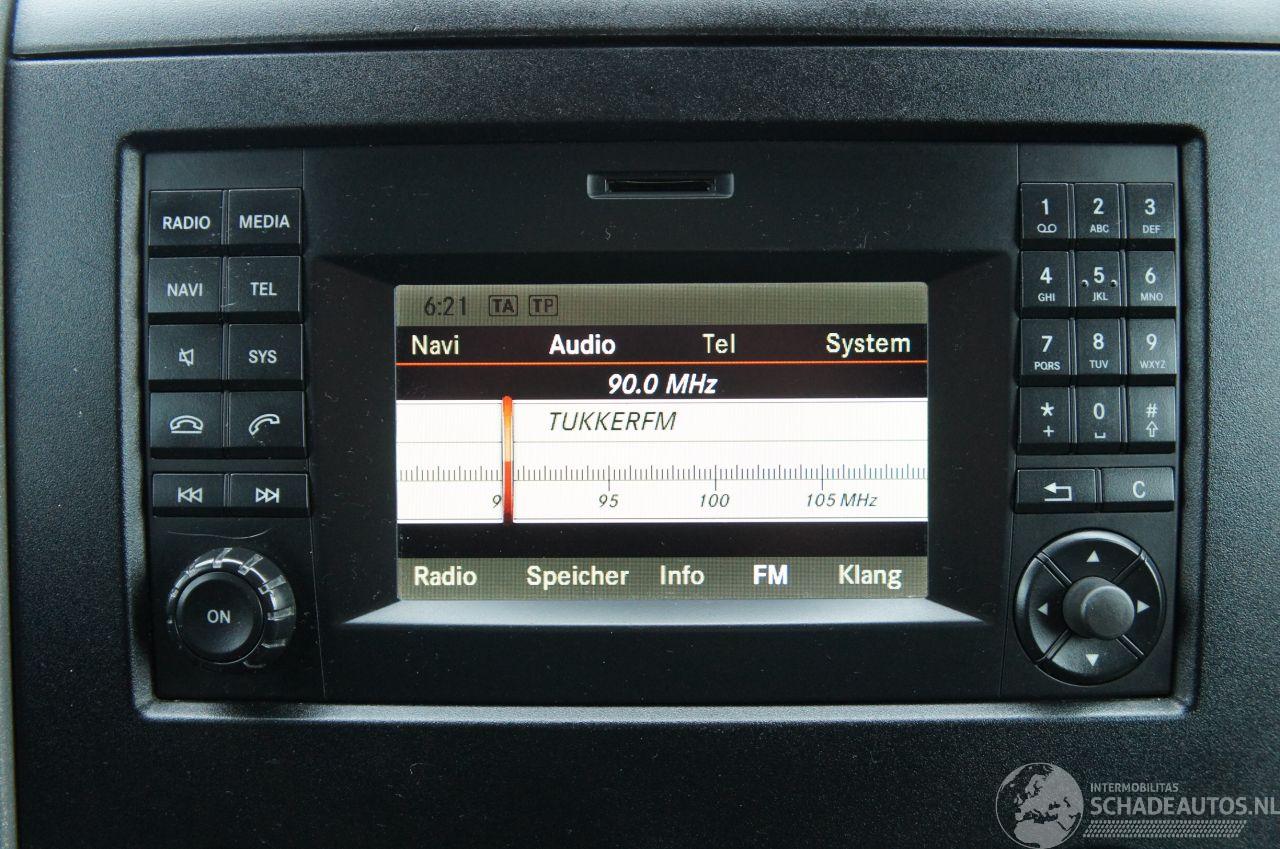 RADIO MEDIA
NAVI TEL
SYS
ON
6:21 TA TP
Navi Audio Tel System
90.0 MHz
TUKKERFM
9 95 100 105 MHz
Radio Speicher Info FM Klang
1 2 3
ABC DEF
4 5 6
GHI JKL MNO
7 8 9
PQRS TUV WXYZ
* 0 #
+
C
INTERMOBILITAS
SCHADEAUTOS.NL